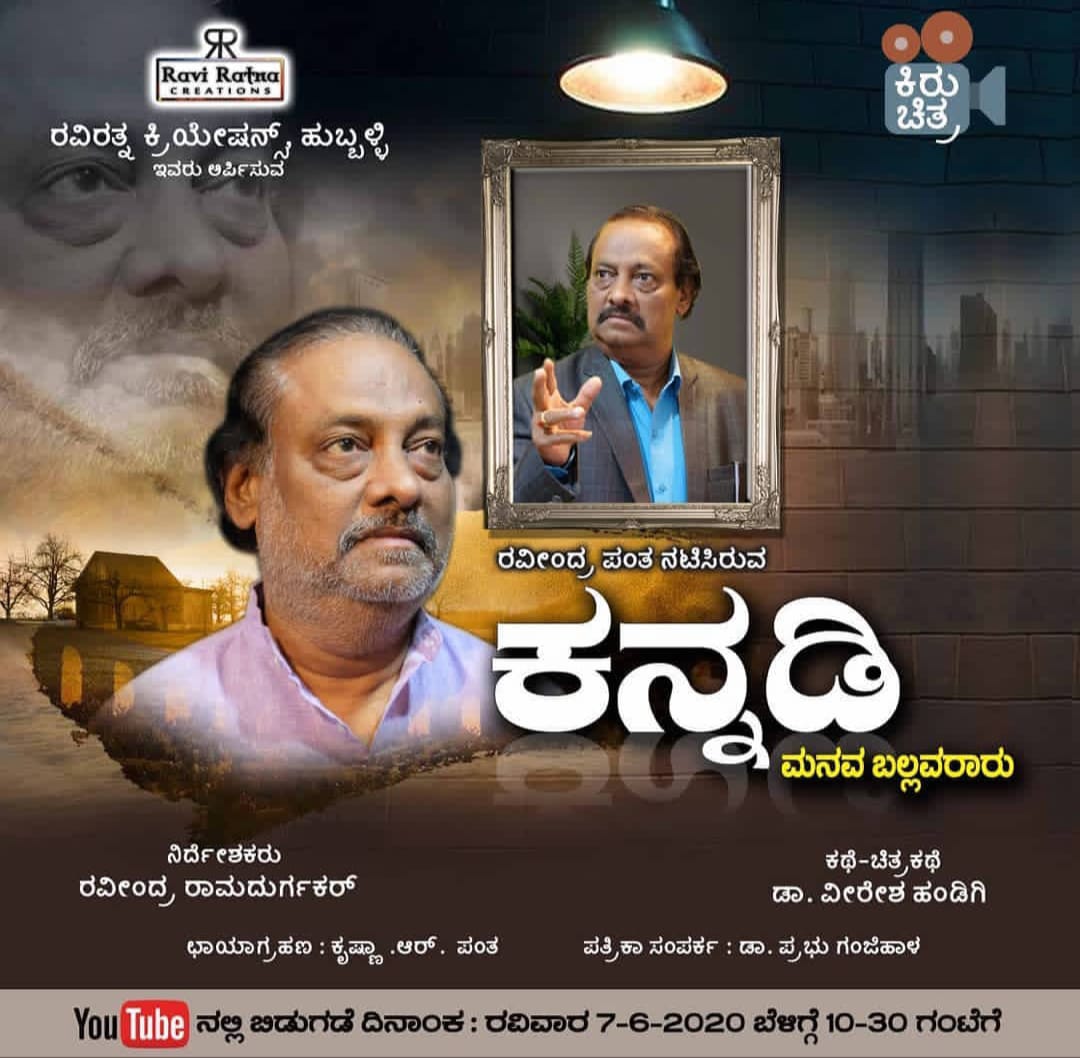 RR
Ravi Ratna
CREATIONS
ರವಿರತ್ನ ಕ್ರಿಯೇಷನ್ಸ್, ಹುಬ್ಬಳ್ಳಿ
ಇವರು ಅರ್ಪಿಸುವ
ಕಿರು
ಚಿತ್ರ
ರವೀಂದ್ರ ಪಂತ ನಟಿಸಿರುವ
ಕನ್ನಡಿ
ಮನವ ಬಲ್ಲವರಾರು
ನಿರ್ದೇಶಕರು
ರವೀಂದ್ರ ರಾಮದುರ್ಗಕರ್
ಕಥೆ-ಚಿತ್ರಕಥೆ
ಡಾ. ವೀರೇಶ ಹಂಡಿಗಿ
ಛಾಯಾಗ್ರಹಣ : ಕೃಷ್ಣಾ .ಆರ್. ಪಂತ
ಪತ್ರಿಕಾ ಸಂಪರ್ಕ : ಡಾ. ಪ್ರಭು ಗಂಜಿಹಾಳ
YouTube ನಲ್ಲಿ ಬಿಡುಗಡೆ ದಿನಾಂಕ : ರವಿವಾರ 7-6-2020 ಬೆಳಿಗ್ಗೆ 10-30 ಗಂಟೆಗೆ